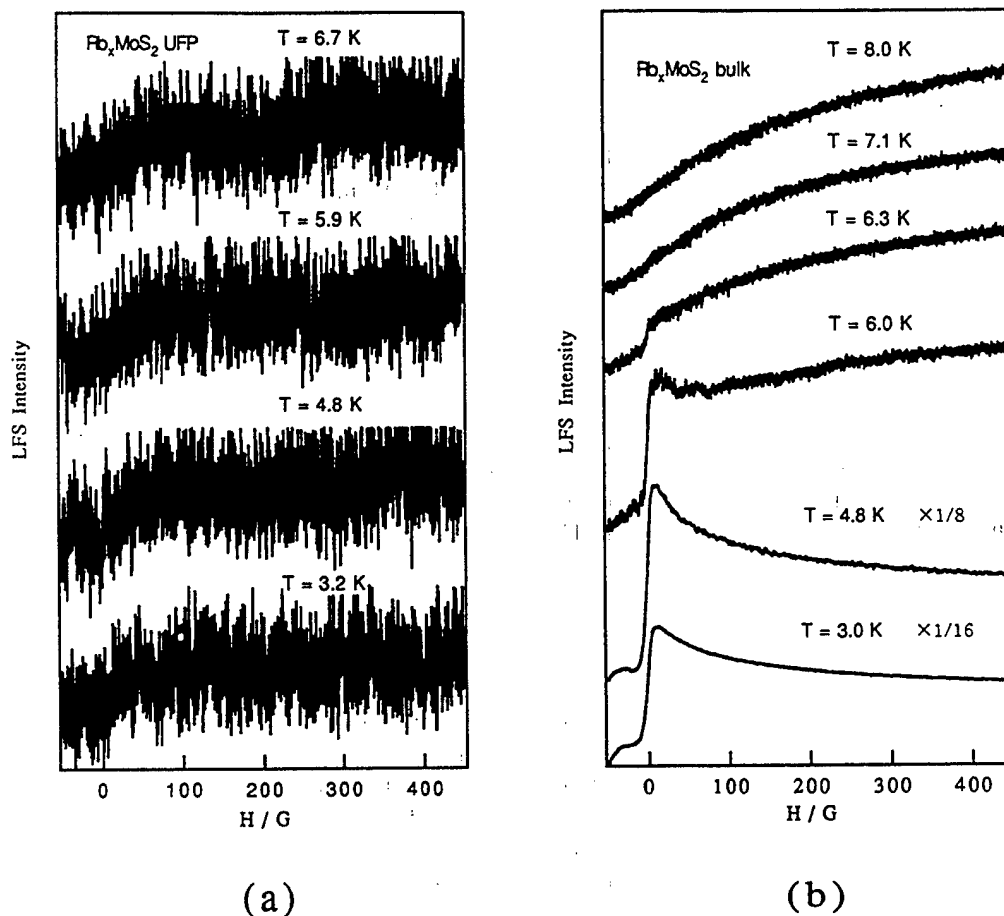 Rb_xMoS_2 UFP
T = 6.7 K
T = 5.9 K
T = 4.8 K
T = 3.2 K
LFS Intensity
0 100 200 300 400
H / G
(a)
Rb_xMoS_2 bulk
T = 8.0 K
T = 7.1 K
T = 6.3 K
T = 6.0 K
T = 4.8 K ×1/8
T = 3.0 K ×1/16
LFS Intensity
0 100 200 300 400
H / G
(b)